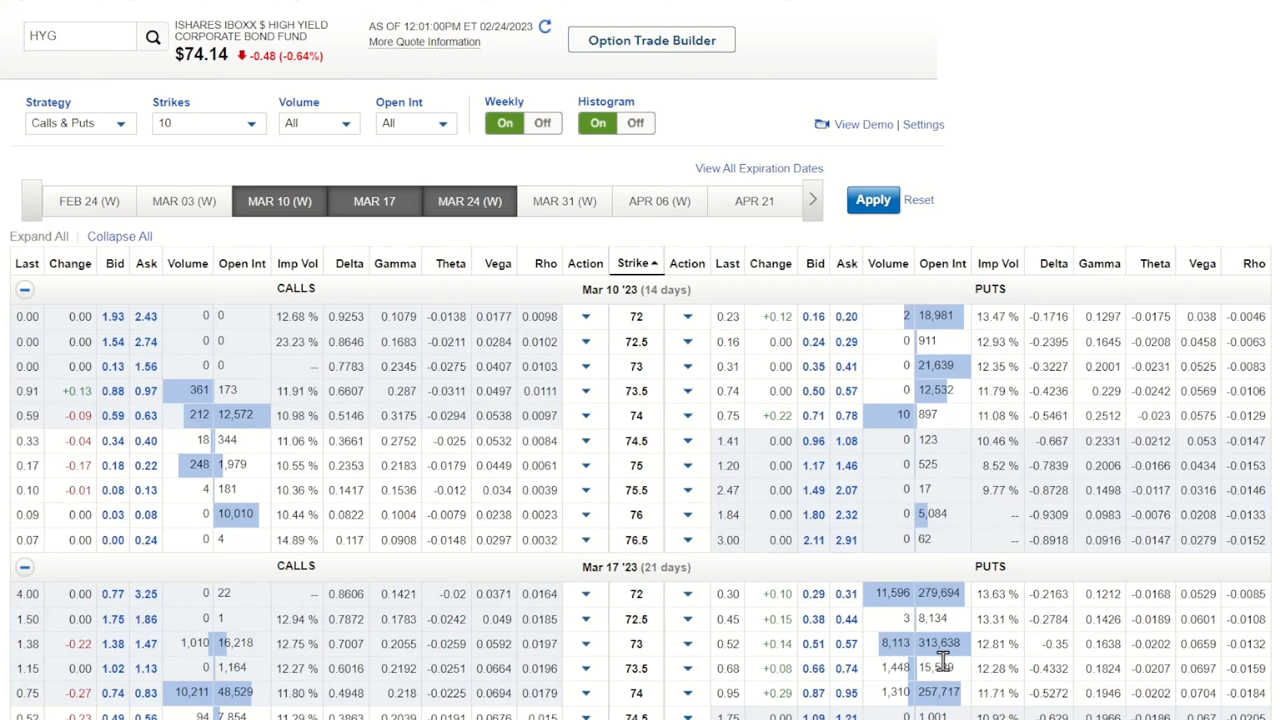 HYG
ISHARES IBOXX $ HIGH YIELD
CORPORATE BOND FUND
$74.14 -0.48 (-0.64%)
AS OF 12:01:00PM ET 02/24/2023
More Quote Information
Option Trade Builder
Strategy Strikes Volume Open Int Weekly Histogram
Calls & Puts 10 All All On Off On Off
View Demo | Settings
View All Expiration Dates
FEB 24 (W) MAR 03 (W) MAR 10 (W) MAR 17 MAR 24 (W) MAR 31 (W) APR 06 (W) APR 21 Apply Reset
Expand All Collapse All
Last Change Bid Ask Volume Open Int Imp Vol Delta Gamma Theta Vega Rho Action Strike Action Last Change Bid Ask Volume Open Int Imp Vol Delta Gamma Theta Vega Rho
CALLS Mar 10 '23 (14 days) PUTS
0.00 0.00 1.93 2.43 0 0 12.68 % 0.9253 0.1079 -0.0138 0.0177 0.0098 72 0.23 +0.12 0.16 0.20 2 18,981 13.47 % -0.1716 0.1297 -0.0175 0.038 -0.0046
0.00 0.00 1.54 2.74 0 0 23.23 % 0.8646 0.1683 -0.0211 0.0284 0.0102 72.5 0.16 0.00 0.24 0.29 0 911 12.93 % -0.2395 0.1645 -0.0208 0.0458 -0.0063
0.00 0.00 0.13 1.56 0 0 -- 0.7783 0.2345 -0.0275 0.0407 0.0103 73 0.31 0.00 0.35 0.41 0 21,639 12.35 % -0.3227 0.2001 -0.0231 0.0525 -0.0083
0.91 +0.13 0.88 0.97 361 173 11.91 % 0.6607 0.287 -0.0311 0.0497 0.0111 73.5 0.74 0.00 0.50 0.57 0 12,532 11.79 % -0.4236 0.229 -0.0242 0.0569 -0.0106
0.59 -0.09 0.59 0.63 212 12,572 10.98 % 0.5146 0.3175 -0.0294 0.0538 0.0097 74 0.75 +0.22 0.71 0.78 10 897 11.08 % -0.5461 0.2512 -0.023 0.0575 -0.0129
0.33 -0.04 0.34 0.40 18 344 11.06 % 0.3661 0.2752 -0.025 0.0492 0.0084 74.5 1.41 0.00 0.96 1.08 0 123 10.46 % -0.667 0.2331 -0.0212 0.053 -0.0147
0.17 -0.17 0.18 0.22 248 1,979 10.55 % 0.2353 0.2183 -0.0179 0.0449 0.0061 75 1.20 0.00 1.17 1.46 0 525 8.52 % -0.7839 0.2006 -0.0166 0.0434 -0.0153
0.10 -0.01 0.08 0.13 4 181 10.36 % 0.1417 0.1536 -0.012 0.034 0.0039 75.5 2.47 0.00 1.49 2.07 0 17 9.77 % -0.8728 0.1498 -0.0117 0.0316 -0.0146
0.09 0.00 0.03 0.08 0 10,010 10.44 % 0.0822 0.1004 -0.0079 0.0238 0.0023 76 1.84 0.00 1.80 2.32 0 5,084 -- -0.9309 0.0983 -0.0076 0.0208 -0.0133
0.07 0.00 0.00 0.24 0 4 14.89 % 0.117 0.0908 -0.0148 0.0297 0.0032 76.5 3.00 0.00 2.11 2.91 0 62 -- -0.8918 0.0916 -0.0142 0.0279 -0.0152
CALLS Mar 17 '23 (21 days) PUTS
4.00 0.00 0.77 3.25 0 22 -- 0.8606 0.1421 -0.02 0.0371 0.0164 72 0.30 +0.10 0.29 0.31 11,596 279,694 13.63 % -0.2163 0.1212 -0.0168 0.0529 -0.0085
1.50 0.00 1.75 1.86 0 1 12.94 % 0.7872 0.1782 -0.0242 0.049 0.0185 72.5 0.45 +0.15 0.38 0.44 3 8,134 13.31 % -0.2784 0.1426 -0.0189 0.0601 -0.0108
1.38 -0.22 1.38 1.47 1,010 16,218 12.75 % 0.7007 0.2055 -0.0259 0.0592 0.0174 73 0.52 +0.14 0.51 0.57 8,113 313,638 12.81 % -0.35 0.1638 -0.0202 0.0659 -0.0132
1.15 0.00 1.02 1.13 0 1,164 12.27 % 0.6016 0.2192 -0.0251 0.0664 0.0196 73.5 0.68 +0.08 0.66 0.74 1,448 12.28 % -0.4332 0.1824 -0.0207 0.0697 -0.0159
0.75 -0.27 0.74 0.83 10,211 48,529 11.80 % 0.4948 0.218 -0.0225 0.0694 0.0179 74 0.95 +0.29 0.87 0.95 1,310 257,717 11.71 % -0.5272 0.1946 -0.0202 0.0704 -0.0184
0.52 -0.23 0.49 0.56 94 7,854 11.29 % 0.3863 0.2103 74.5 1.75 0.00 1.09 1.21 0 1,001 10.92 %